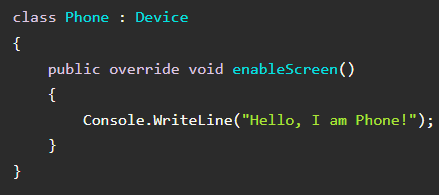 class Phone : Device
{
    public override void enableScreen()
    {
        Console.WriteLine("Hello, I am Phone!");
    }
}